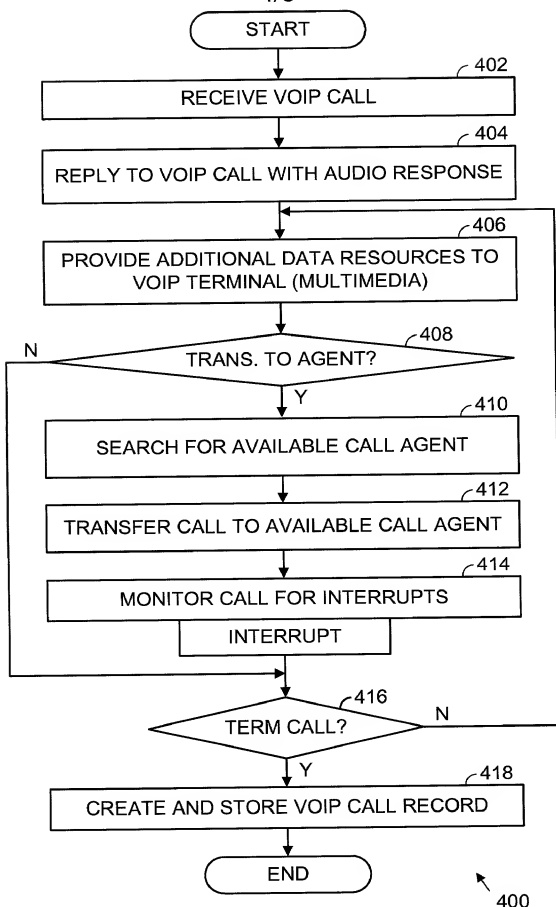 START
402
RECEIVE VOIP CALL
404
REPLY TO VOIP CALL WITH AUDIO RESPONSE
406
PROVIDE ADDITIONAL DATA RESOURCES TO
VOIP TERMINAL (MULTIMEDIA)
408
N
TRANS. TO AGENT?
Y
410
SEARCH FOR AVAILABLE CALL AGENT
412
TRANSFER CALL TO AVAILABLE CALL AGENT
414
MONITOR CALL FOR INTERRUPTS
INTERRUPT
416
TERM CALL?
N
Y
418
CREATE AND STORE VOIP CALL RECORD
END
400